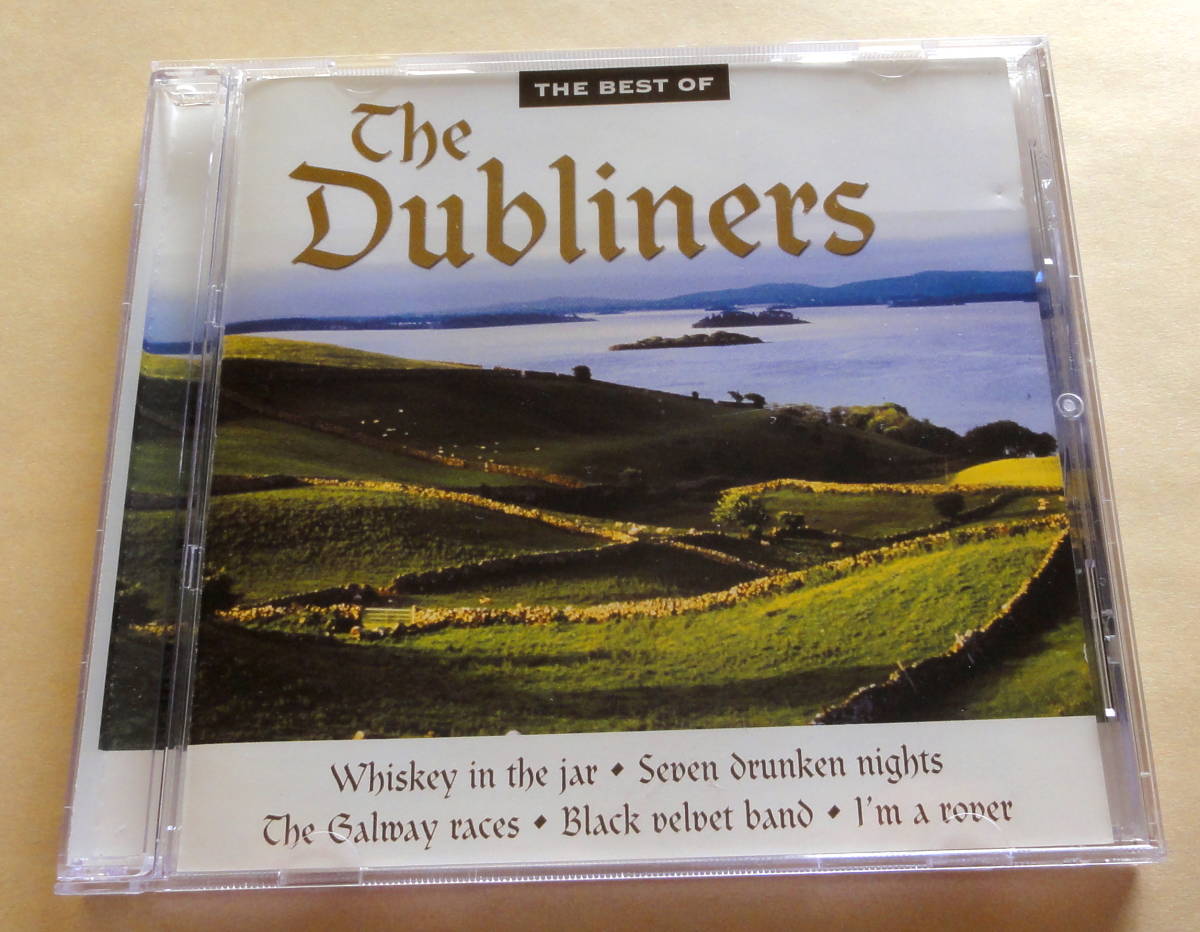 THE BEST OF
The
Dubliners
Whiskey in the jar • Seven drunken nights
The Galway races • Black velvet band • I'm a rover